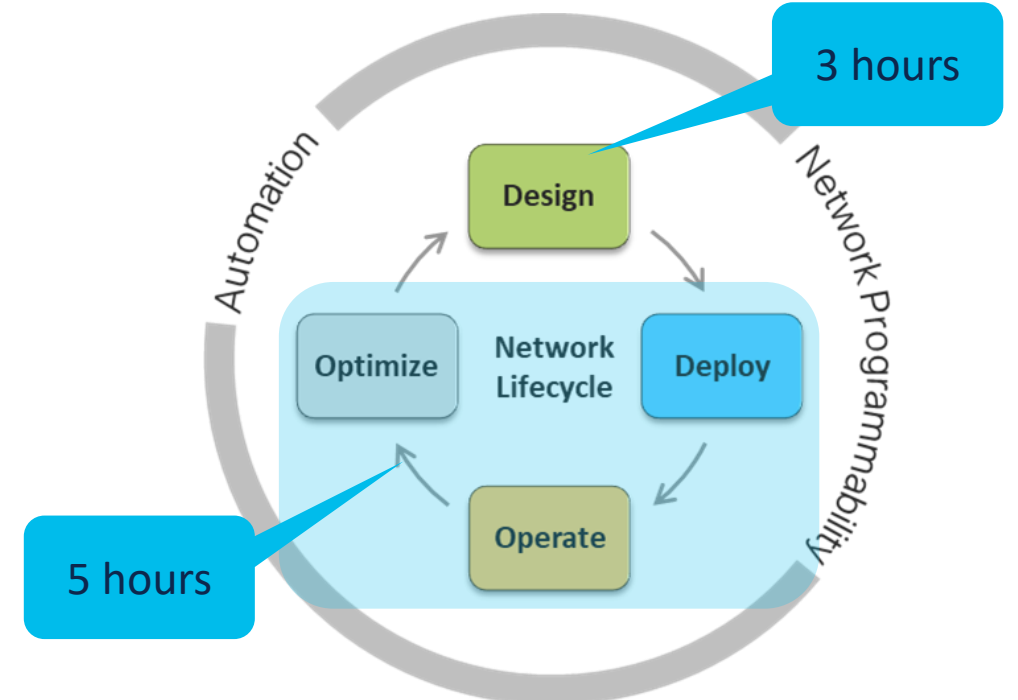 3 hours
Automation
Network Programmability
Design
Optimize
Network
Lifecycle
Deploy
Operate
5 hours